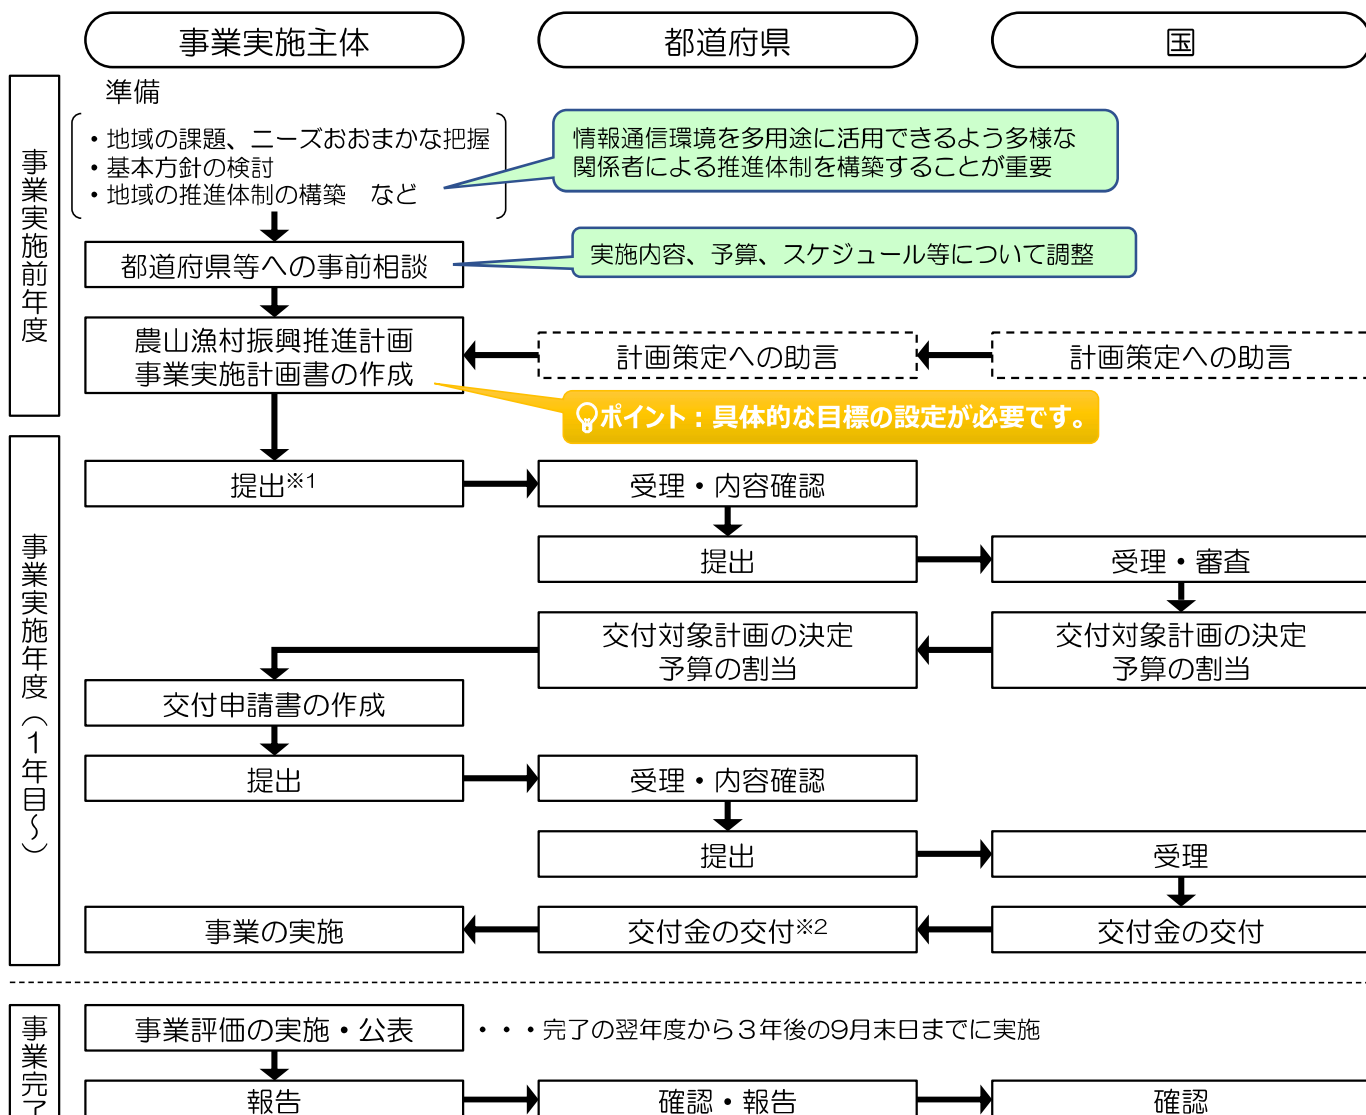 事業実施主体
都道府県
国
事業実施前年度
準備
・地域の課題、ニーズおおまかな把握
・基本方針の検討
・地域の推進体制の構築　など
情報通信環境を多用途に活用できるよう多様な
関係者による推進体制を構築することが重要
都道府県等への事前相談
実施内容、予算、スケジュール等について調整
農山漁村振興推進計画
事業実施計画書の作成
計画策定への助言
計画策定への助言
ポイント：具体的な目標の設定が必要です。
事業実施年度（1年目～）
提出※1
受理・内容確認
提出
受理・審査
交付対象計画の決定
予算の割当
交付対象計画の決定
予算の割当
交付申請書の作成
提出
受理・内容確認
提出
受理
事業の実施
交付金の交付※2
交付金の交付
事業完了
事業評価の実施・公表
・・・完了の翌年度から3年後の9月末日までに実施
報告
確認・報告
確認